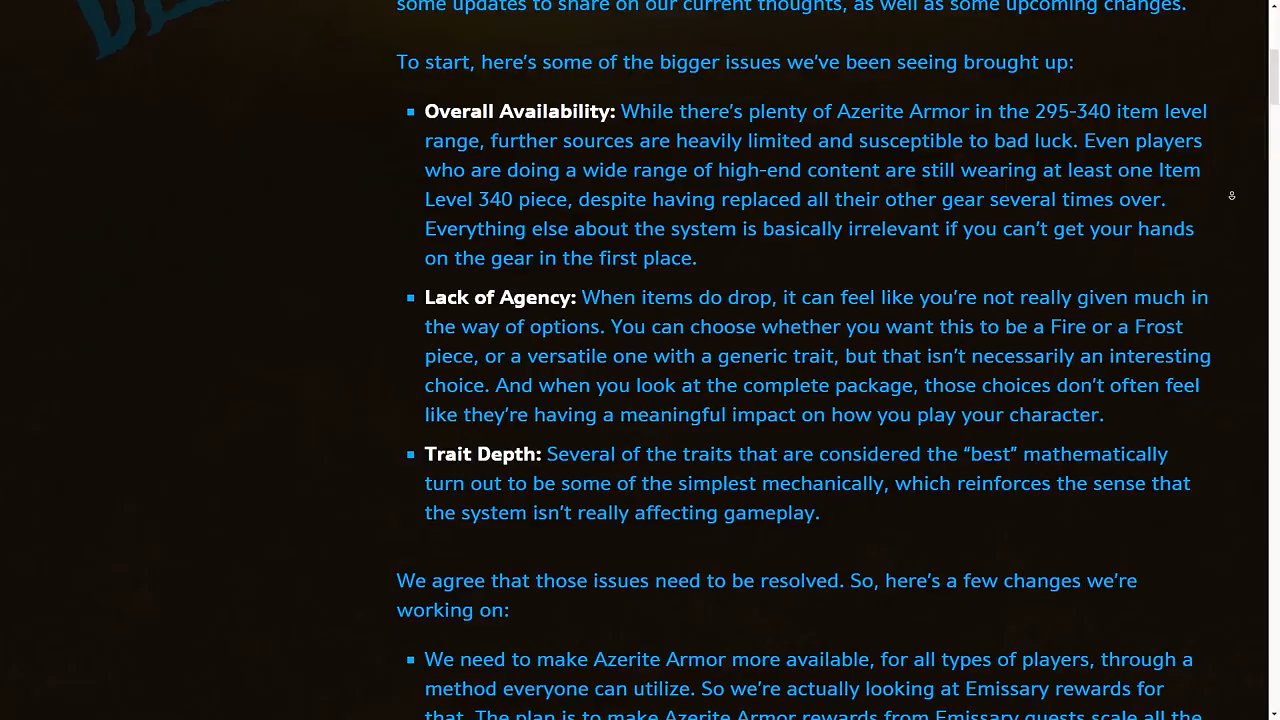 some updates to share on our current thoughts, as well as some upcoming changes.
To start, here’s some of the bigger issues we’ve been seeing brought up:
Overall Availability: While there’s plenty of Azerite Armor in the 295-340 item level
range, further sources are heavily limited and susceptible to bad luck. Even players
who are doing a wide range of high-end content are still wearing at least one Item
Level 340 piece, despite having replaced all their other gear several times over.
Everything else about the system is basically irrelevant if you can’t get your hands
on the gear in the first place.
Lack of Agency: When items do drop, it can feel like you’re not really given much in
the way of options. You can choose whether you want this to be a Fire or a Frost
piece, or a versatile one with a generic trait, but that isn’t necessarily an interesting
choice. And when you look at the complete package, those choices don’t often feel
like they’re having a meaningful impact on how you play your character.
Trait Depth: Several of the traits that are considered the “best” mathematically
turn out to be some of the simplest mechanically, which reinforces the sense that
the system isn’t really affecting gameplay.
We agree that those issues need to be resolved. So, here’s a few changes we’re
working on:
We need to make Azerite Armor more available, for all types of players, through a
method everyone can utilize. So we’re actually looking at Emissary rewards for
that. The plan is to make Azerite Armor rewards from Emissary quests scale all the